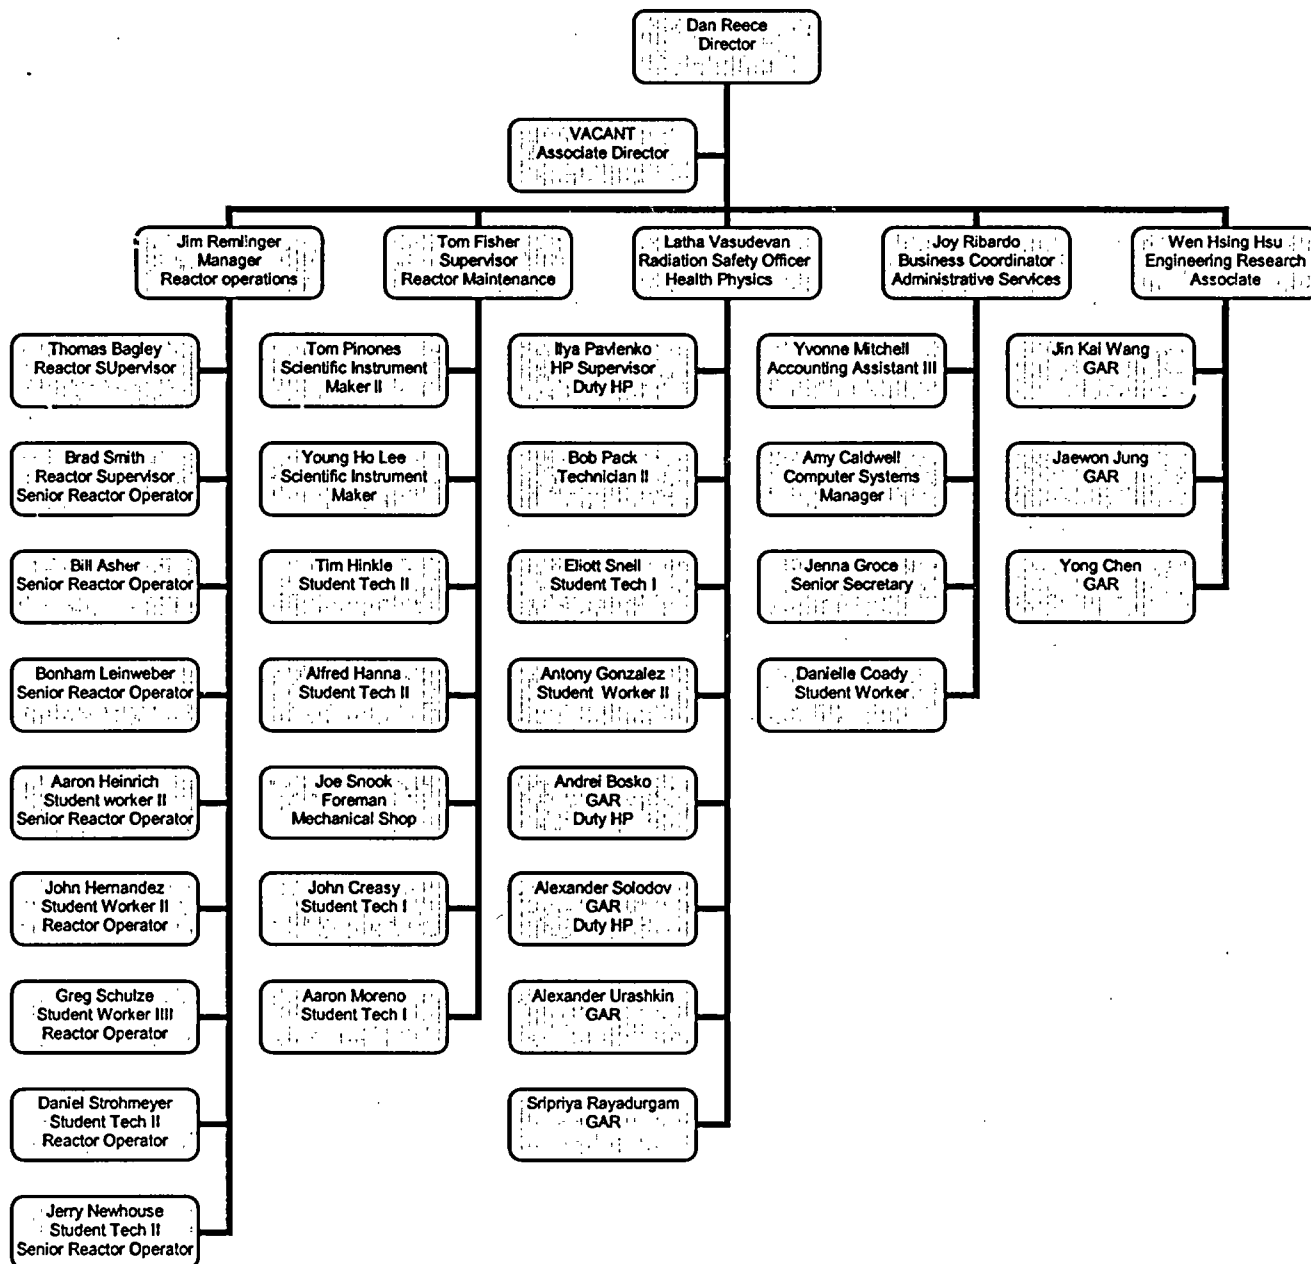 Dan Reece
Director
VACANT
Associate Director
Jim Remlinger
Manager
Reactor operations
Tom Fisher
Supervisor
Reactor Maintenance
Latha Vasudevan
Radiation Safety Officer
Health Physics
Joy Ribardo
Business Coordinator
Administrative Services
Wen Hsing Hsu
Engineering Research
Associate
Thomas Bagley
Reactor SUpervisor
Brad Smith
Reactor Supervisor
Senior Reactor Operator
Bill Asher
Senior Reactor Operator
Bonham Leinweber
Senior Reactor Operator
Aaron Heinrich
Student worker II
Senior Reactor Operator
John Hernandez
Student Worker II
Reactor Operator
Greg Schulze
Student Worker IIII
Reactor Operator
Daniel Strohmeyer
Student Tech II
Reactor Operator
Jerry Newhouse
Student Tech II
Senior Reactor Operator
Tom Pinones
Scientific Instrument
Maker II
Young Ho Lee
Scientific Instrument
Maker
Tim Hinkle
Student Tech II
Alfred Hanna
Student Tech II
Joe Snook
Foreman
Mechanical Shop
John Creasy
Student Tech I
Aaron Moreno
Student Tech I
Ilya Pavlenko
HP Supervisor
Duty HP
Bob Pack
Technician II
Eliott Snell
Student Tech I
Antony Gonzalez
Student Worker II
Andrei Bosko
GAR
Duty HP
Alexander Solodov
GAR
Duty HP
Alexander Urashkin
GAR
Sripriya Rayadurgam
GAR
Yvonne Mitchell
Accounting Assistant III
Amy Caldwell
Computer Systems
Manager
Jenna Groce
Senior Secretary
Danielle Coady
Student Worker
Jin Kai Wang
GAR
Jaewon Jung
GAR
Yong Chen
GAR